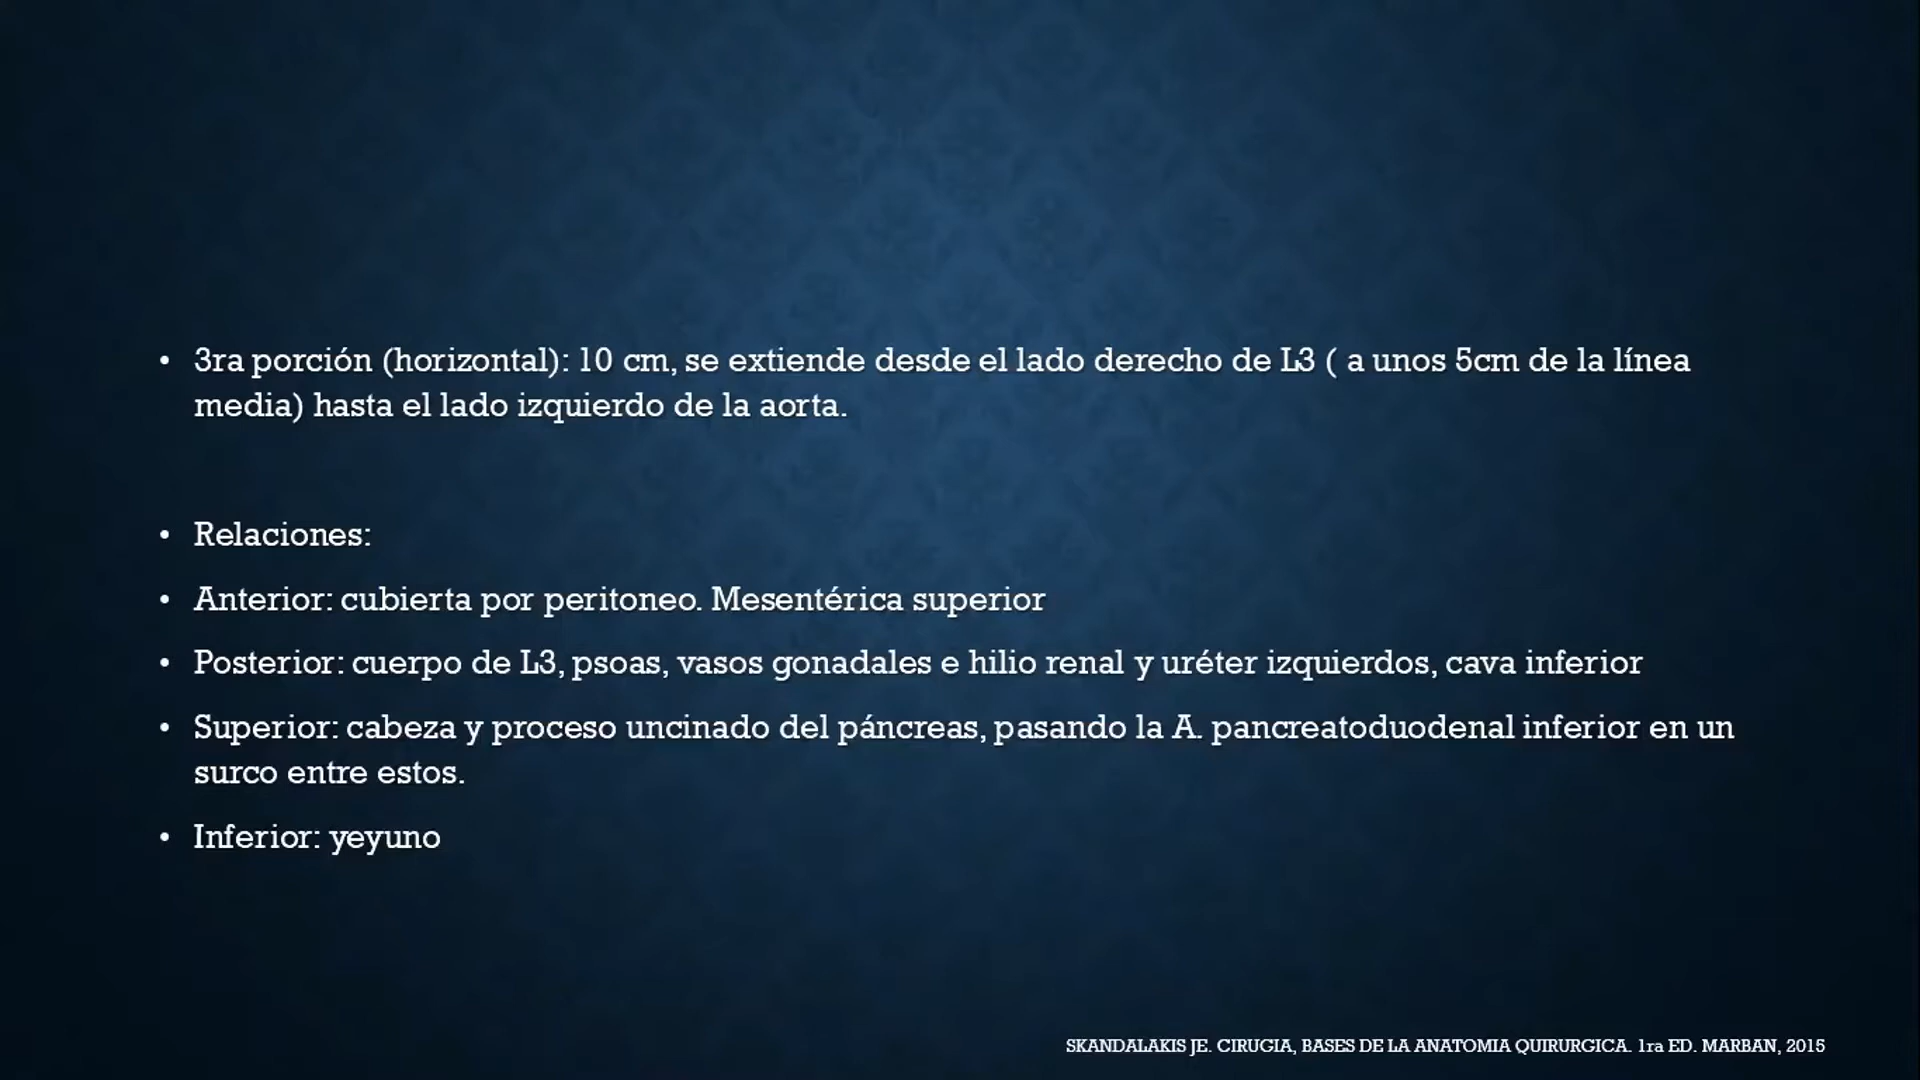 • 3ra porción (horizontal): 10 cm, se extiende desde el lado derecho de L3 ( a unos 5cm de la línea
media) hasta el lado izquierdo de la aorta.
• Relaciones:
• Anterior: cubierta por peritoneo. Mesentérica superior
• Posterior: cuerpo de L3, psoas, vasos gonadales e hilio renal y uréter izquierdos, cava inferior
• Superior: cabeza y proceso uncinado del páncreas, pasando la A. pancreatoduodenal inferior en un
surco entre estos.
• Inferior: yeyuno
SKANDALAKIS JE. CIRUGIA, BASES DE LA ANATOMIA QUIRURGICA. 1ra ED. MARBAN, 2015